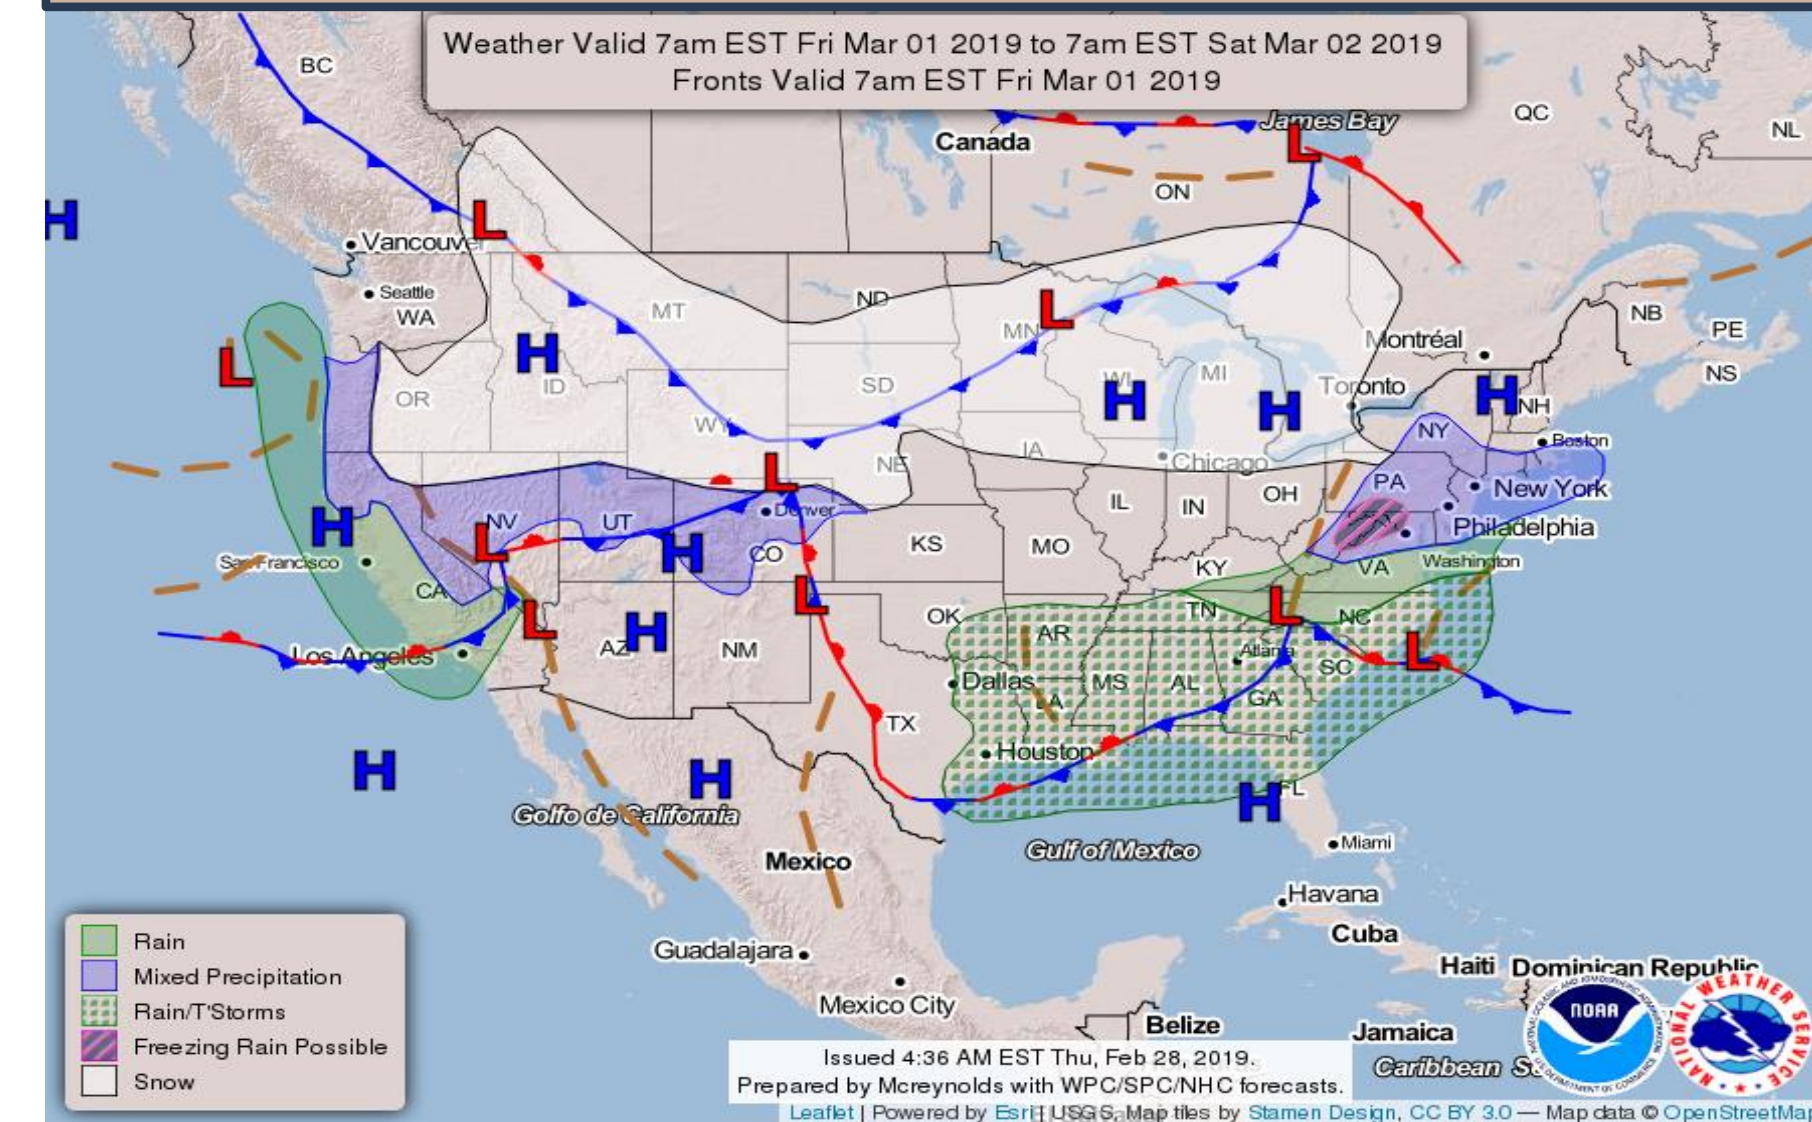 Weather Valid 7am EST Fri Mar 01 2019 to 7am EST Sat Mar 02 2019
Fronts Valid 7am EST Fri Mar 01 2019
BC
James Bay
QC
NL
Canada
ON
L
L
H
Vancouver
Seattle
WA
MT
ND
MN
L
NB
PE
NS
Montréal
L
H
OR
ID
SD
WI
MI
H
H
Toronto
H
NH
WY
NY
Boston
NE
IA
Chicago
L
PA
New York
H
NV
UT
Denver
IL
IN
OH
Philadelphia
L
H
CO
KS
MO
KY
VA
Washington
San Francisco
CA
L
L
OK
TN
L
NC
AZ
H
NM
AR
Atlanta
SC
L
Los Angeles
Dallas
LA
MS
AL
GA
TX
Houston
H
H
H
FL
Golfo de California
Miami
Gulf of Mexico
Mexico
Havana
Cuba
Guadalajara
Haiti
Dominican Republic
Mexico City
Belize
Jamaica
Caribbean S
Rain
Mixed Precipitation
Rain/T'Storms
Freezing Rain Possible
Snow
NOAA
NATIONAL WEATHER SERVICE
Issued 4:36 AM EST Thu, Feb 28, 2019.
Prepared by Mcreynolds with WPC/SPC/NHC forecasts.
Leaflet | Powered by Esri | USGS, Map tiles by Stamen Design, CC BY 3.0 — Map data © OpenStreetMap